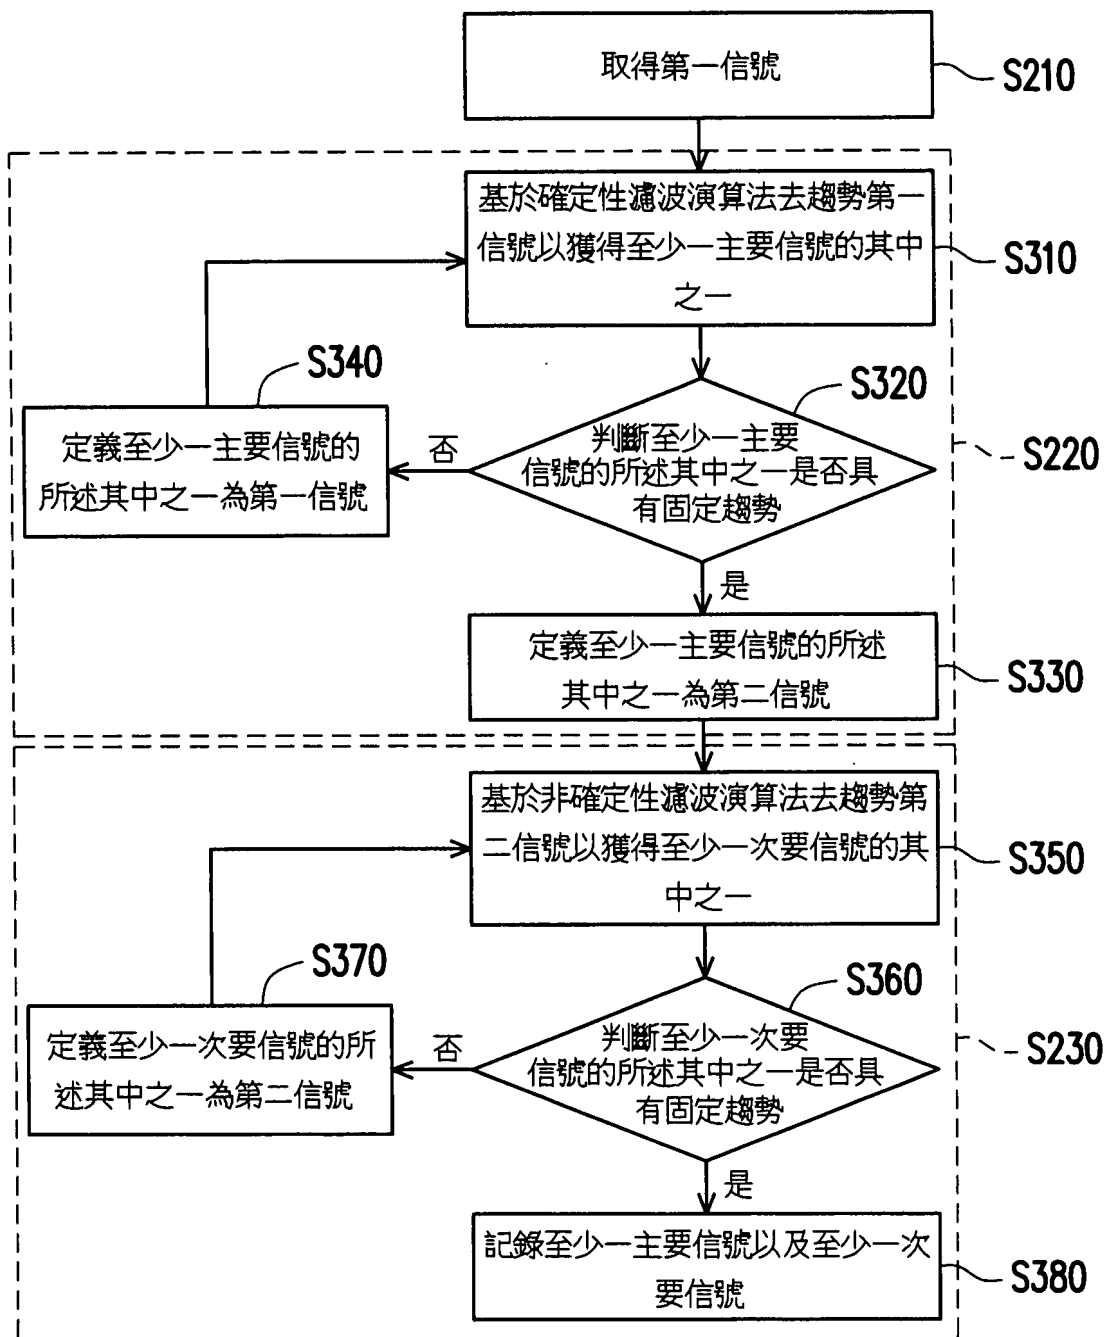 取得第一信號
S210
基於確定性濾波演算法去趨勢第一
信號以獲得至少一主要信號的其中
之一
S310
S340
定義至少一主要信號的
所述其中之一為第一信號
否
S320
判斷至少一主要
信號的所述其中之一是否具
有固定趨勢
S220
是
定義至少一主要信號的所述
其中之一為第二信號
S330
基於非確定性濾波演算法去趨勢第
二信號以獲得至少一次要信號的其
中之一
S350
S370
定義至少一次要信號的所
述其中之一為第二信號
否
S360
判斷至少一次要
信號的所述其中之一是否具
有固定趨勢
S230
是
記錄至少一主要信號以及至少一次
要信號
S380